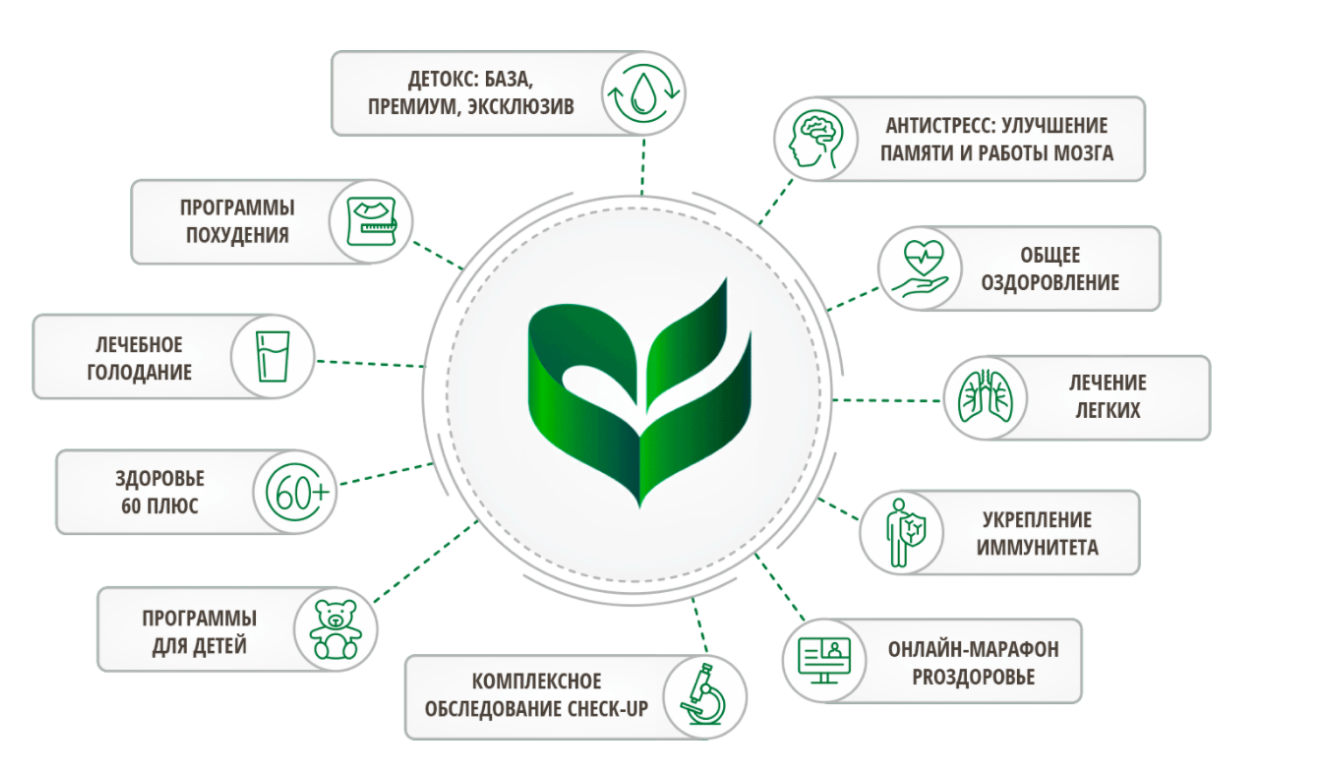 ДЕТОКС: БАЗА,
ПРЕМИУМ, ЭКСКЛЮЗИВ
АНТИСТРЕСС: УЛУЧШЕНИЕ
ПАМЯТИ И РАБОТЫ МОЗГА
ПРОГРАММЫ
ПОХУДЕНИЯ
ОБЩЕЕ
ОЗДОРОВЛЕНИЕ
ЛЕЧЕБНОЕ
ГОЛОДАНИЕ
ЛЕЧЕНИЕ
ЛЕГКИХ
ЗДОРОВЬЕ
60 ПЛЮС
60+
УКРЕПЛЕНИЕ
ИММУНИТЕТА
ПРОГРАММЫ
ДЛЯ ДЕТЕЙ
ОНЛАЙН-МАРАФОН
PROЗДОРОВЬЕ
КОМПЛЕКСНОЕ
ОБСЛЕДОВАНИЕ CHECK-UP